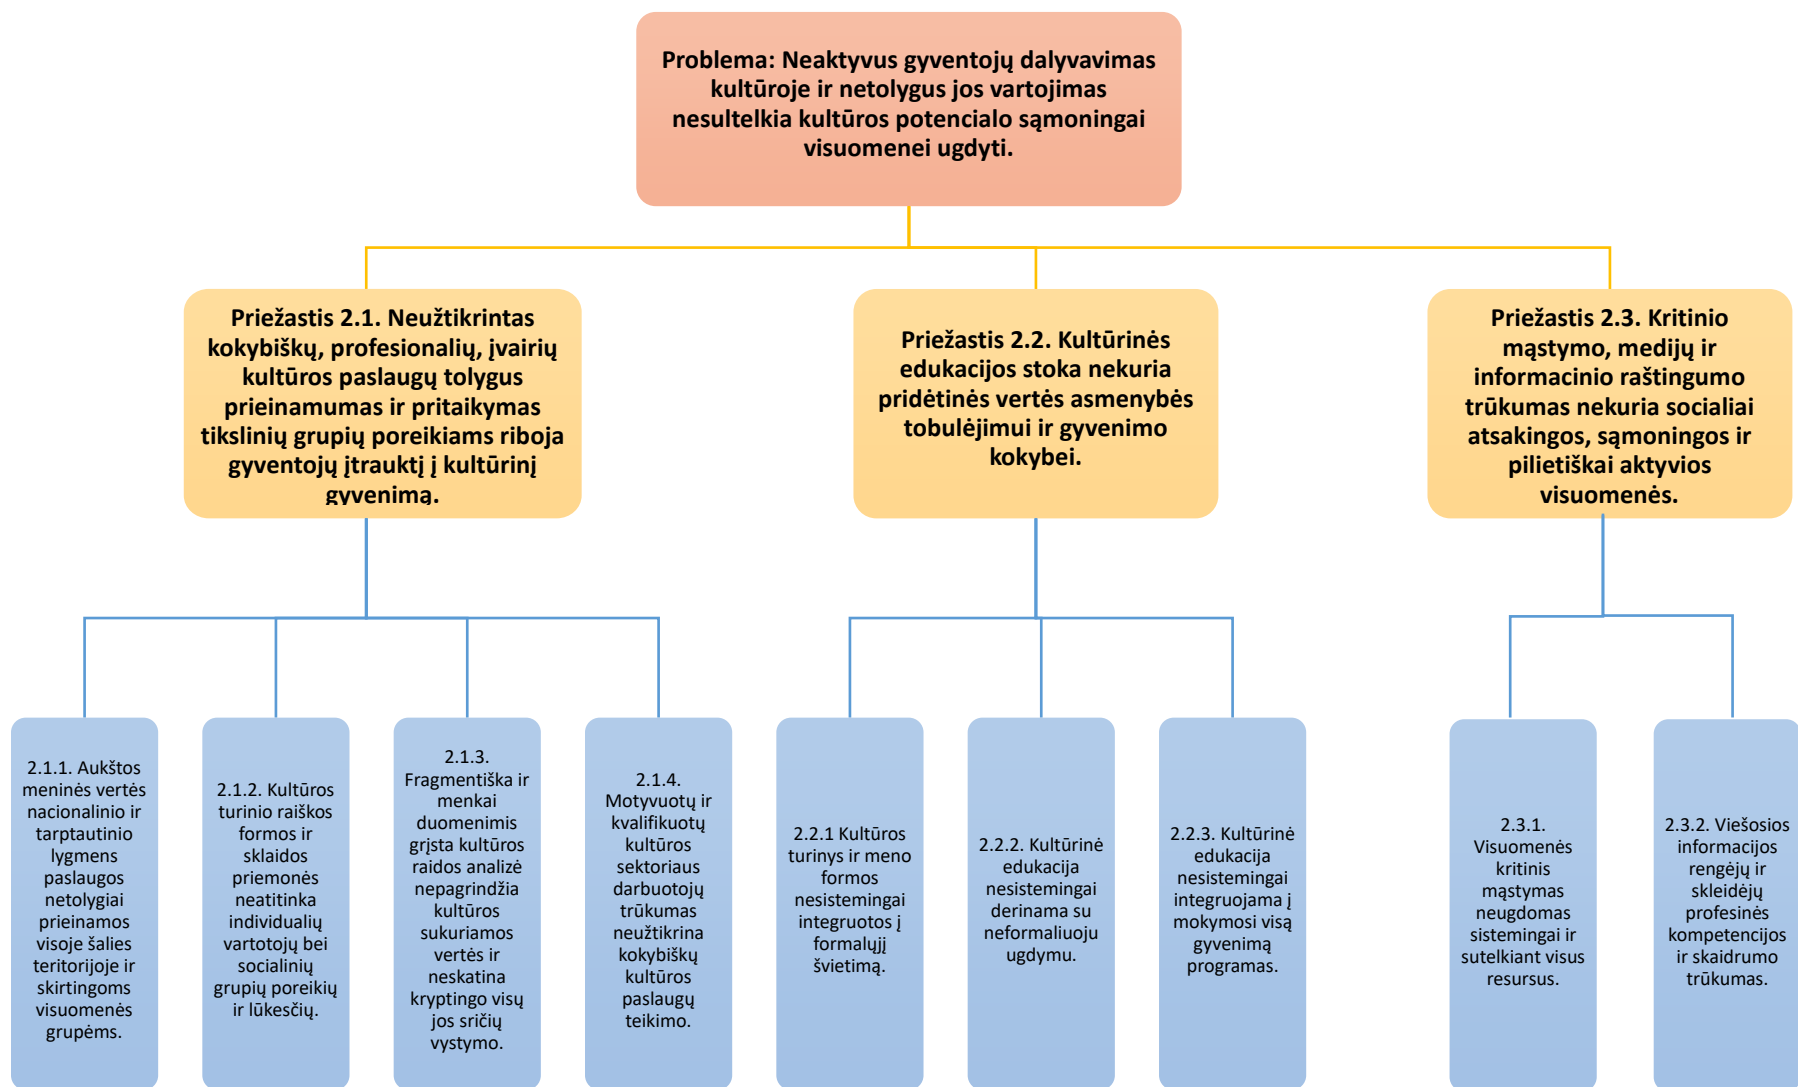 Problema: Neaktyvus gyventojų dalyvavimas
kultūroje ir netolygus jos vartojimas
nesultelkia kultūros potencialo sąmoningai
visuomenei ugdyti.
Priežastis 2.1. Neužtikrintas
kokybiškų, profesionalių, įvairių
kultūros paslaugų tolygus
prieinamumas ir pritaikymas
tikslinių grupių poreikiams riboja
gyventojų įtrauktį į kultūrinį
gyvenimą.
Priežastis 2.2. Kultūrinės
edukacijos stoka nekuria
pridėtinės vertės asmenybės
tobulėjimui ir gyvenimo
kokybei.
Priežastis 2.3. Kritinio
mąstymo, medijų ir
informacinio raštingumo
trūkumas nekuria socialiai
atsakingos, sąmoningos ir
pilietiškai aktyvios
visuomenės.
2.1.1. Aukštos
meninės vertės
nacionalinio ir
tarptautinio
lygmens
paslaugos
netolygiai
prieinamos
visoje šalies
teritorijoje ir
skirtingoms
visuomenės
grupėms.
2.1.2. Kultūros
turinio raiškos
formos ir
sklaidos
priemonės
neatitinka
individualių
vartotojų bei
socialinių
grupių poreikių
ir lūkesčių.
2.1.3.
Fragmentiška ir
menkai
duomenimis
grįsta kultūros
raidos analizė
nepagrindžia
kultūros
sukuriamos
vertės ir
neskatina
kryptingo visų
jos sričių
vystymo.
2.1.4.
Motyvuotų ir
kvalifikuotų
kultūros
sektoriaus
darbuotojų
trūkumas
neužtikrina
kokybiškų
kultūros
paslaugų
teikimo.
2.2.1 Kultūros
turinys ir meno
formos
nesistemingai
integruotos į
formalųjį
švietimą.
2.2.2. Kultūrinė
edukacija
nesistemingai
derinama su
neformaliuoju
ugdymu.
2.2.3. Kultūrinė
edukacija
nesistemingai
integruojama į
mokymosi visą
gyvenimą
programas.
2.3.1.
Visuomenės
kritinis
mąstymas
neugdomas
sistemingai ir
sutelkiant visus
resursus.
2.3.2. Viešosios
informacijos
rengėjų ir
skleidėjų
profesinės
kompetencijos
ir skaidrumo
trūkumas.